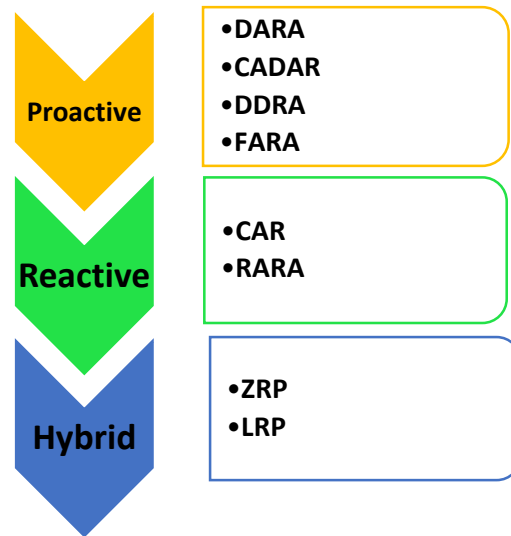 Proactive
•DARA
•CADAR
•DDRA
•FARA
Reactive
•CAR
•RARA
Hybrid
•ZRP
•LRP